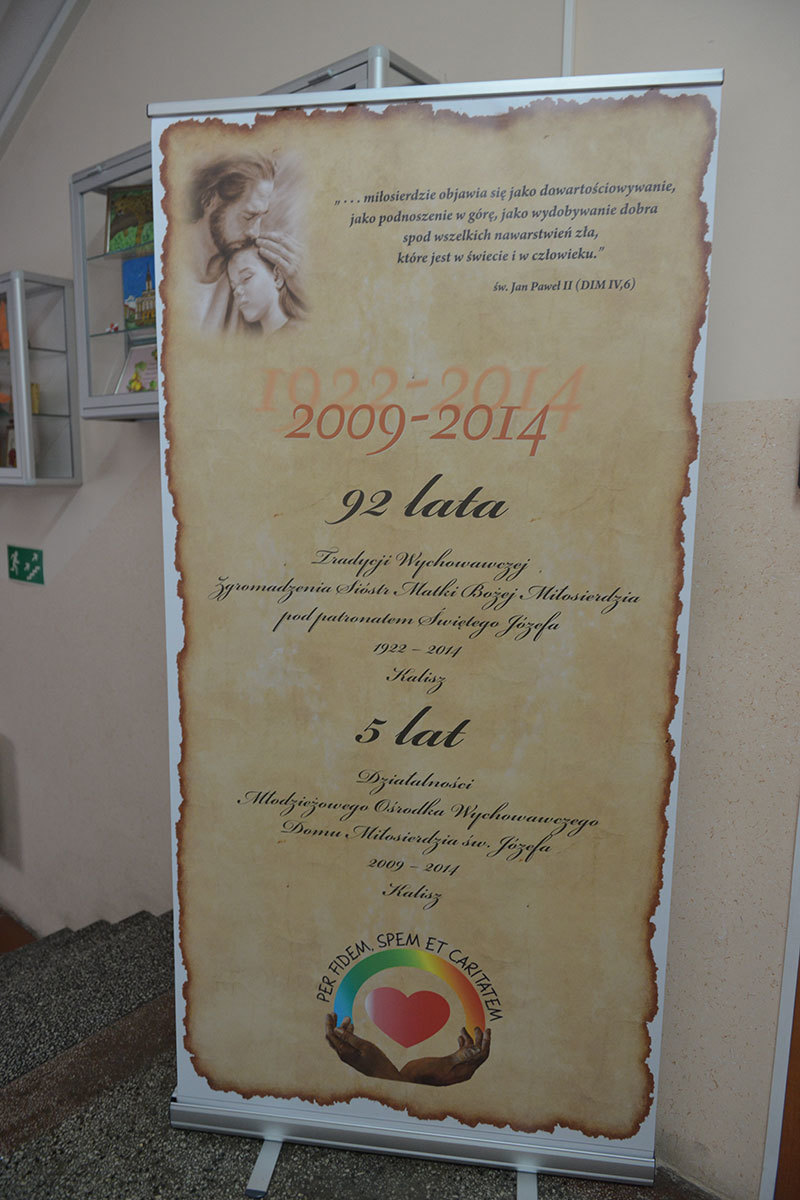 „ . . . miłosierdzie objawia się jako dowartościowywanie,
jako podnoszenie w górę, jako wydobywanie dobra
spod wszelkich nawarstwień zła,
które jest w świecie i w człowieku.”
św. Jan Paweł II (DIM IV,6)
1922-2014
2009-2014
92 lata
Tradycji Wychowawczej
Zgromadzenia Sióstr Matki Bożej Miłosierdzia
pod patronatem Świętego Józefa
1922 – 2014
Kalisz
5 lat
Działalności
Młodzieżowego Ośrodka Wychowawczego
Domu Miłosierdzia św. Józefa
2009 – 2014
Kalisz
PER FIDEM, SPEM ET CARITATEM